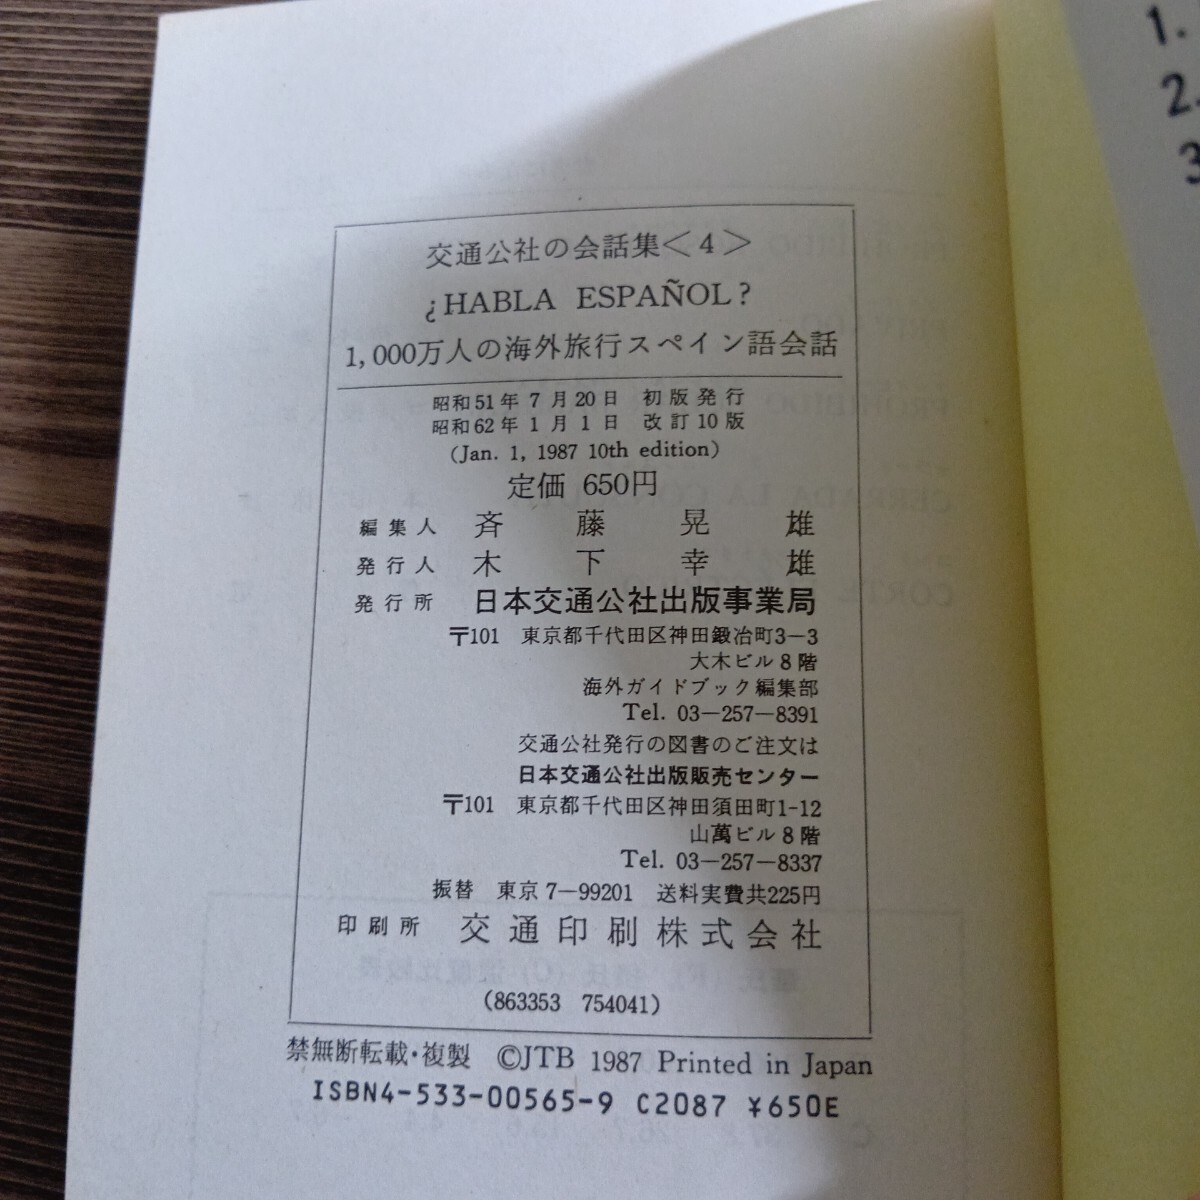 交通公社の会話集＜4＞
¿HABLA ESPAÑOL?
1,000万人の海外旅行スペイン語会話
昭和51年7月20日 初版発行
昭和62年1月1日 改訂10版
(Jan. 1, 1987 10th edition)
定価 650円
編集人 斉藤晃雄
発行人 木下幸雄
発行所 日本交通公社出版事業局
〒101 東京都千代田区神田鍛冶町3―3
大木ビル8階
海外ガイドブック編集部
Tel. 03―257―8391
交通公社発行の図書のご注文は
日本交通公社出版販売センター
〒101 東京都千代田区神田須田町1-12
山萬ビル8階
Tel. 03―257―8337
振替 東京7―99201 送料実費共225円
印刷所 交通印刷株式会社
(863353 754041)
禁無断転載・複製 ©JTB 1987 Printed in Japan
ISBN4-533-00565-9 C2087 ¥650E
1.
2.
3